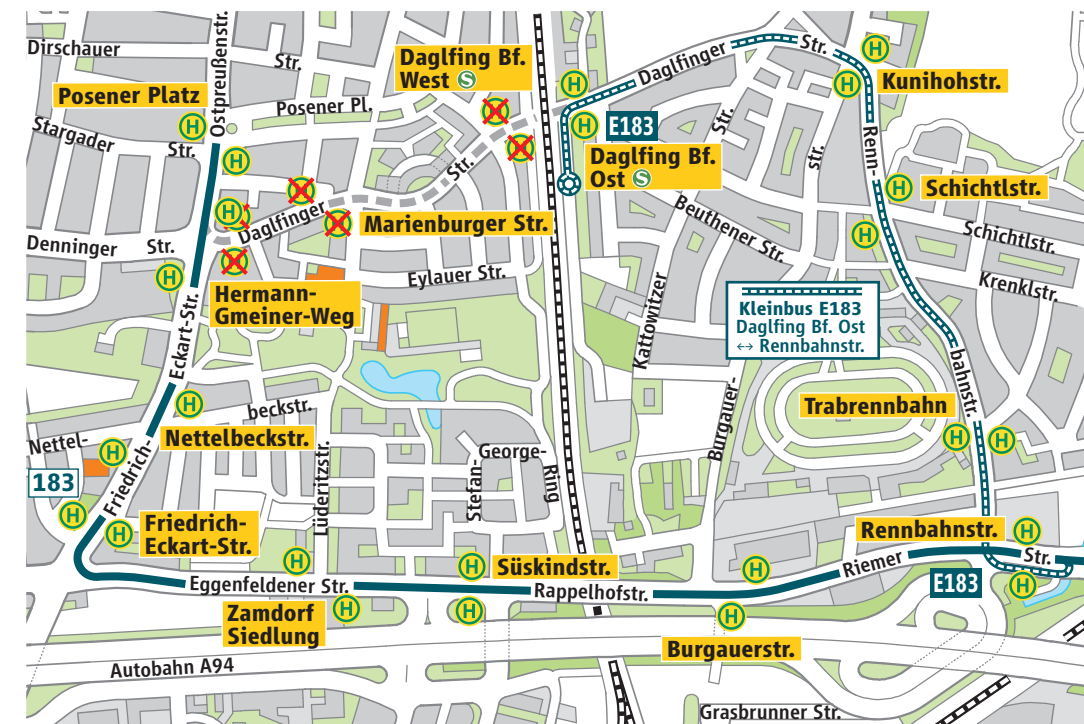 Dirschauer
Str.
Ostpreußenstr.
Daglfing Bf.
West S
Daglfinger
Str.
H
Kunihohstr.
H
H
Posener Platz
Posener Pl.
H
H
E183
Stargader
Str.
H
Daglfing Bf.
Ost S
Str.
str.
Renn-
Str.
H
Schichtlstr.
H
Daglfinger
Marienburger Str.
Beuthener Str.
H
Schichtlstr.
Denninger Str.
H
Eylauer Str.
Krenklstr.
Hermann-
Gmeiner-Weg
Kleinbus E183
Daglfing Bf. Ost
↔ Rennbahnstr.
Eckart-Str.
Kattowitzer
bahnstr.
Burgauer-
Trabrennbahn
H
H
H
beckstr.
Nettelbeckstr.
Nettel-
H
George-
Stefan-
Ring
Lüderitzstr.
183
H
Friedrich-
H
Friedrich-
Eckart-Str.
Rennbahnstr.
H
Str.
Riemer
H
H
Süskindstr.
H
Eggenfeldener Str.
Rappelhofstr.
E183
H
Zamdorf
Siedlung
H
H
H
Burgauerstr.
Autobahn A94
Grasbrunner Str.